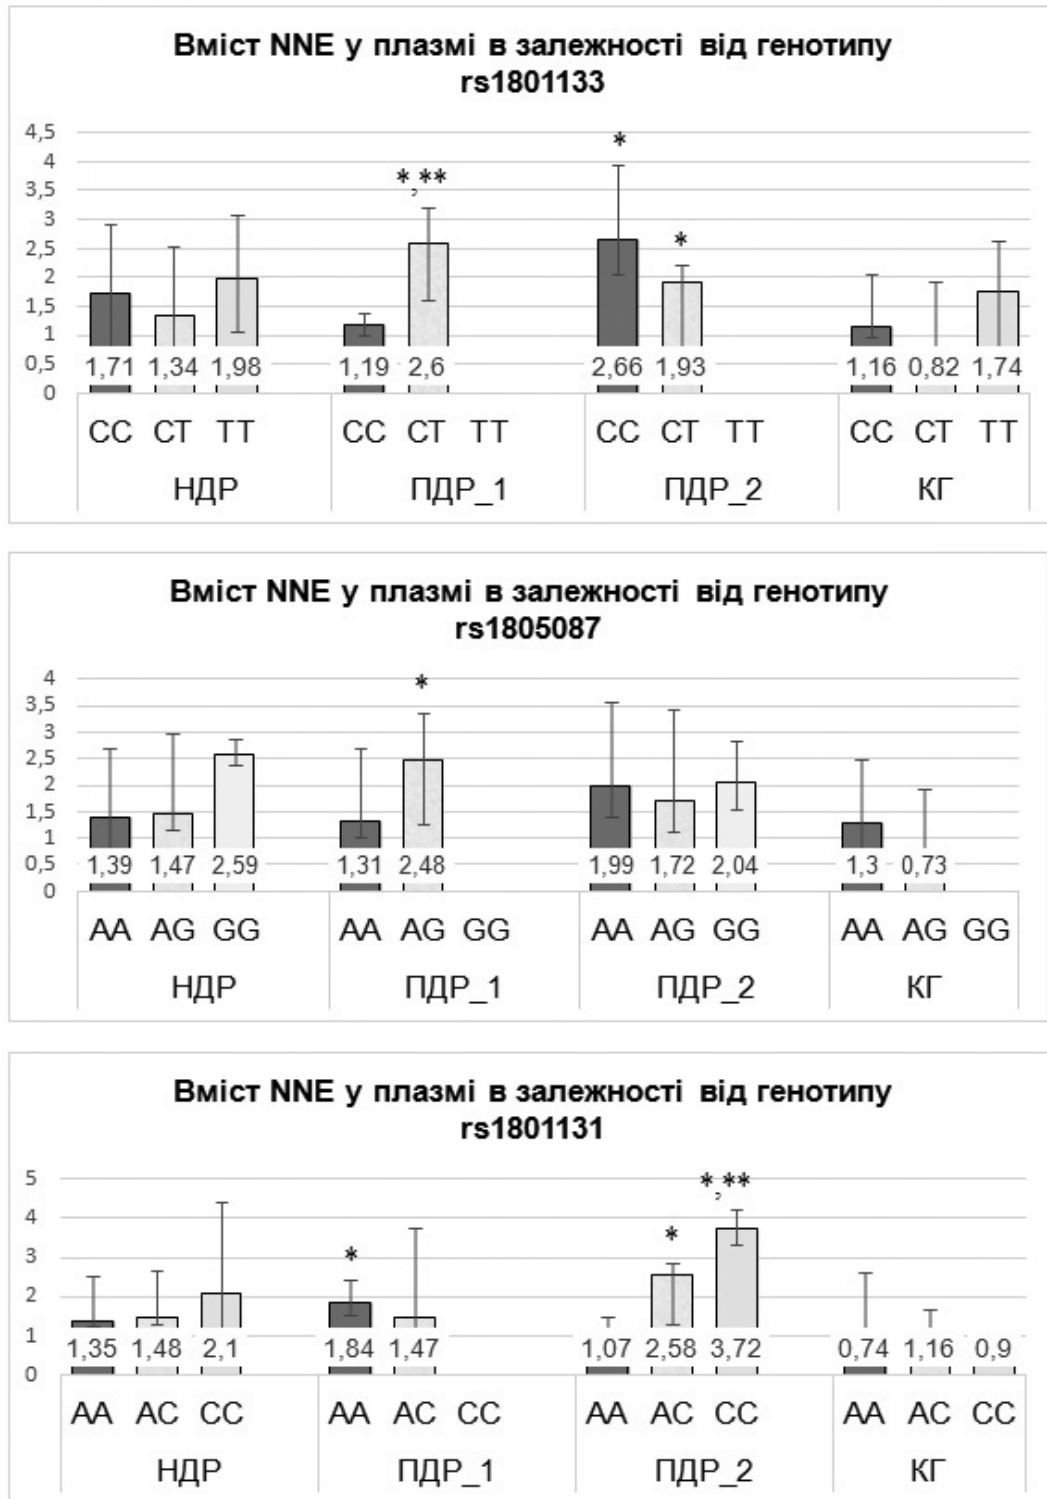 Вміст NNE у плазмі в залежності від генотипу
rs1801133
4,5
4
3,5
3
2,5
2
1,5
1
0,5
0
* *,** * *
1,71 1,34 1,98 1,19 2,6 2,66 1,93 1,16 0,82 1,74
CC CT TT CC CT TT CC CT TT CC CT TT
НДР ПДР_1 ПДР_2 КГ
Вміст NNE у плазмі в залежності від генотипу
rs1805087
4
3,5
3
2,5
2
1,5
1
0,5
0
*
1,39 1,47 2,59 1,31 2,48 1,99 1,72 2,04 1,3 0,73
AA AG GG AA AG GG AA AG GG AA AG GG
НДР ПДР_1 ПДР_2 КГ
Вміст NNE у плазмі в залежності від генотипу
rs1801131
5
4
3
2
1
0
* * *,**
1,35 1,48 2,1 1,84 1,47 1,07 2,58 3,72 0,74 1,16 0,9
AA AC CC AA AC CC AA AC CC AA AC CC
НДР ПДР_1 ПДР_2 КГ